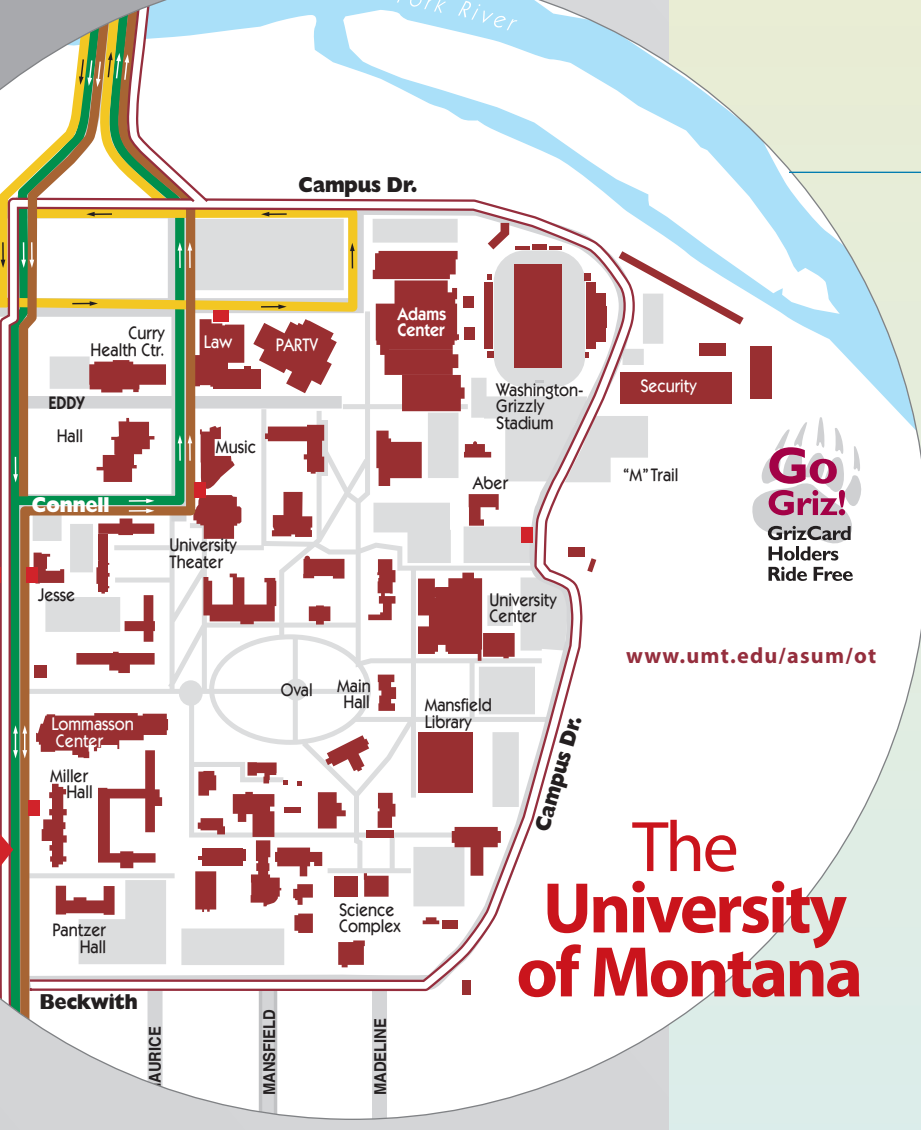 Fork River
Campus Dr.
Curry
Health Ctr.
Law
PARTV
Adams
Center
EDDY
Washington-
Grizzly
Stadium
Security
Hall
Music
"M" Trail
Aber
Go
Griz!
GrizCard
Holders
Ride Free
Connell
University
Theater
Jesse
University
Center
www.umt.edu/asum/ot
Oval
Main
Hall
Mansfield
Library
Lommasson
Center
Miller
Hall
Campus Dr.
The
University
of Montana
Science
Complex
Pantzer
Hall
Beckwith
AURICE
MANSFIELD
MADELINE